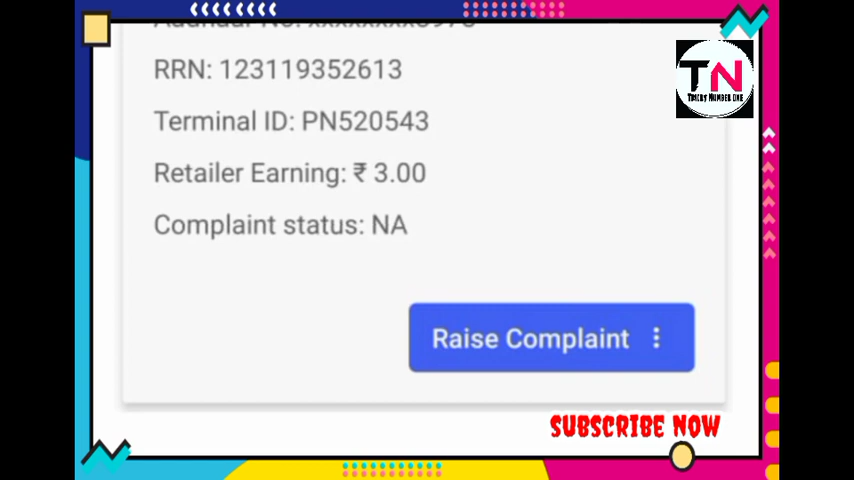 RRN: 123119352613
Terminal ID: PN520543
Retailer Earning: ₹ 3.00
Complaint status: NA
Raise Complaint
TN
SUBSCRIBE NOW